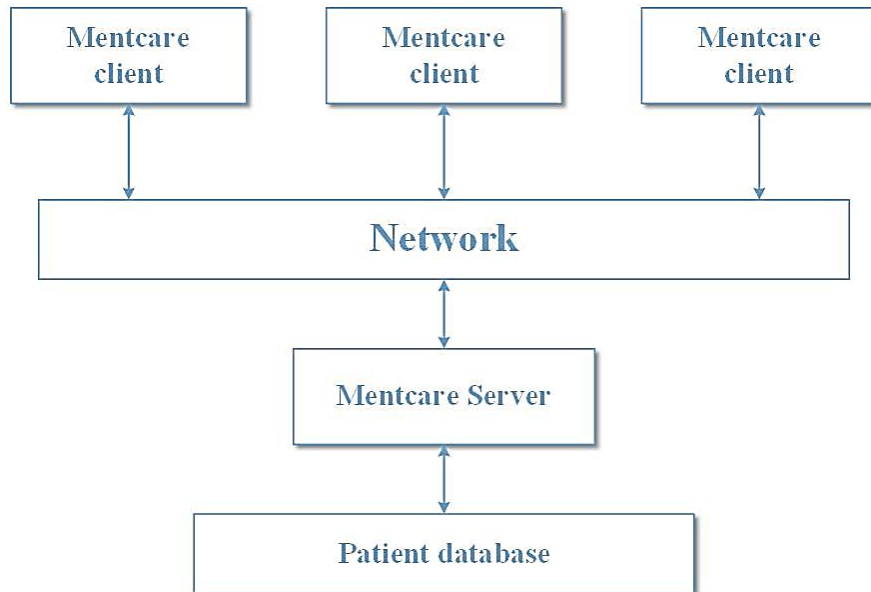 Mentcare
client
Mentcare
client
Mentcare
client
Network
Mentcare Server
Patient database